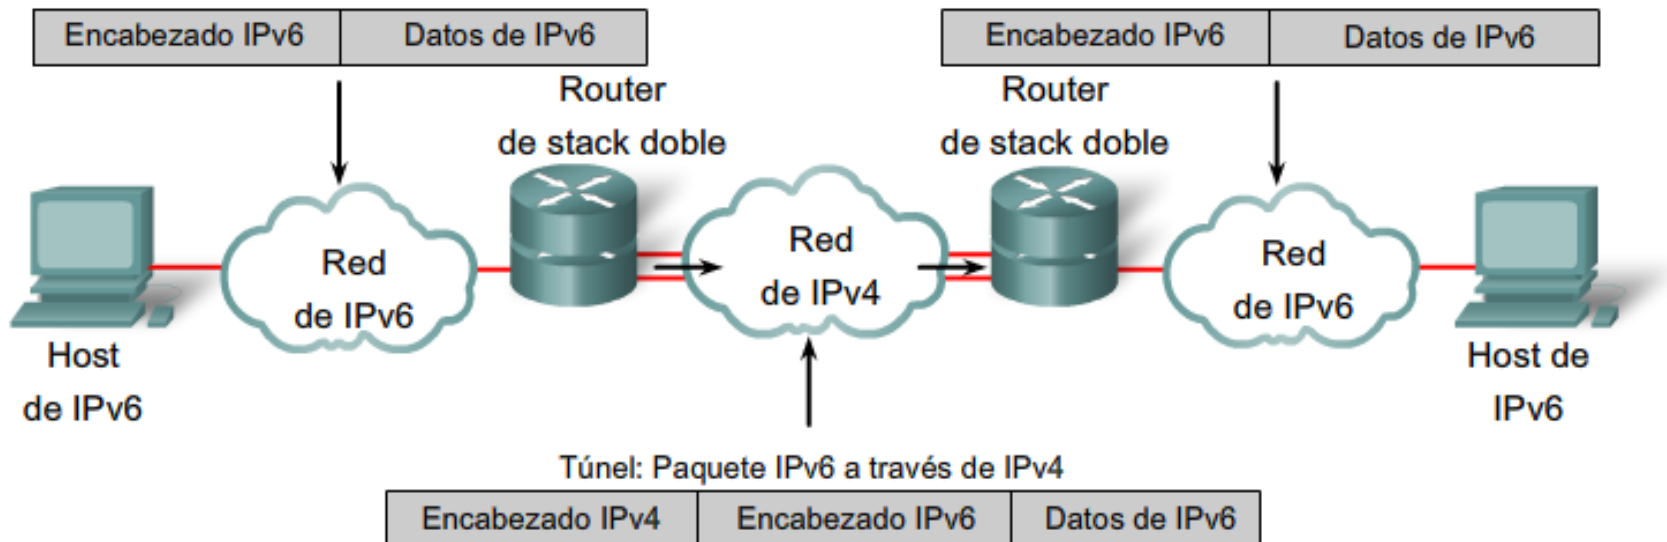 Encabezado IPv6 Datos de IPv6
Encabezado IPv6 Datos de IPv6
Router
de stack doble
Router
de stack doble
Red
de IPv6
Red
de IPv4
Red
de IPv6
Host
de IPv6
Host de
IPv6
Túnel: Paquete IPv6 a través de IPv4
Encabezado IPv4 Encabezado IPv6 Datos de IPv6